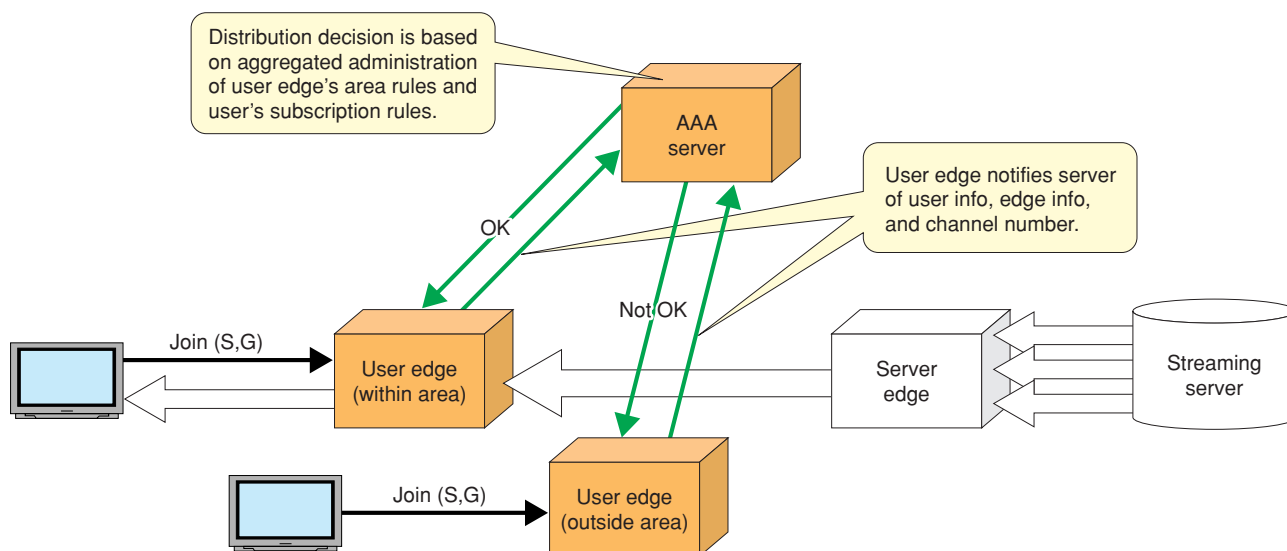 Distribution decision is based
on aggregated administration
of user edge's area rules and
user's subscription rules.
AAA
server
User edge notifies server
of user info, edge info,
and channel number.
OK
Not OK
Join (S,G)
User edge
(within area)
Server
edge
Streaming
server
Join (S,G)
User edge
(outside area)